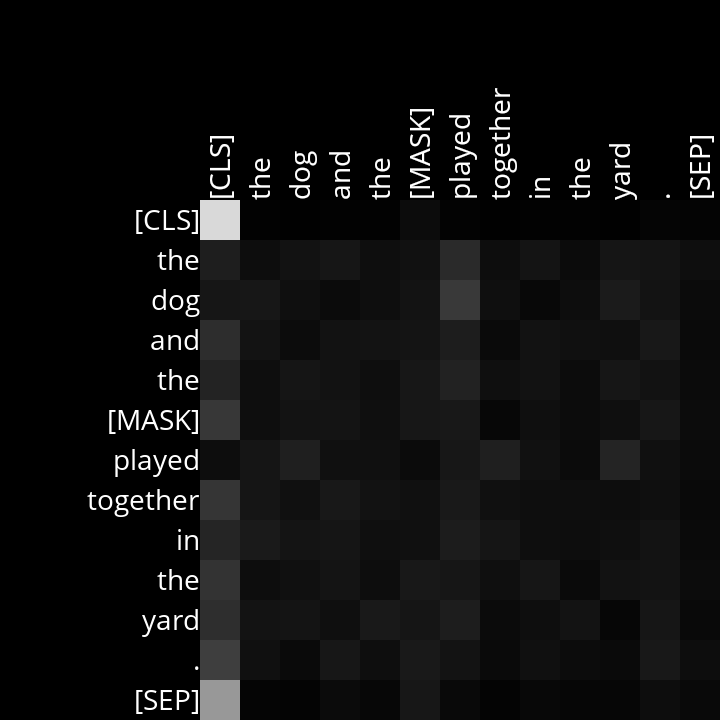 [CLS] the dog and the [MASK] played together in the yard . [SEP]
[CLS]
the
dog
and
the
[MASK]
played
together
in
the
yard
.
[SEP]